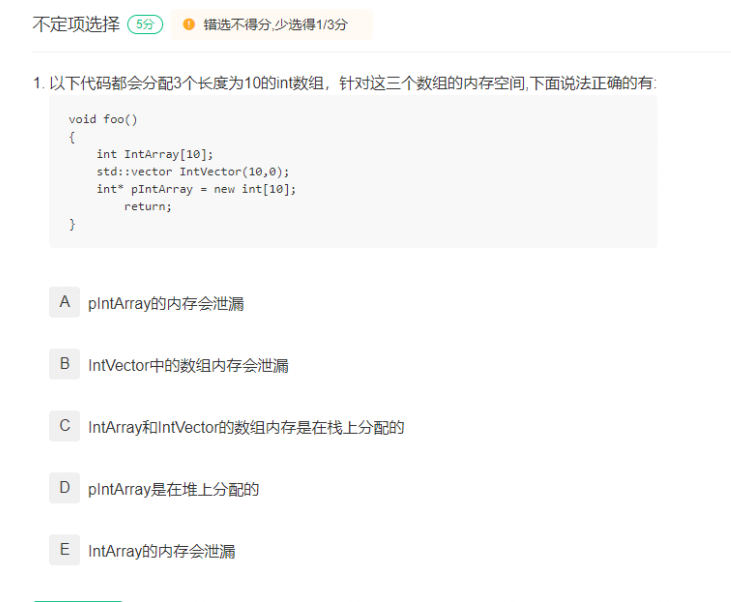 不定项选择 5分 错选不得分,少选得1/3分
1. 以下代码都会分配3个长度为10的int数组，针对这三个数组的内存空间,下面说法正确的有:
void foo()
{
    int IntArray[10];
    std::vector IntVector(10,0);
    int* pIntArray = new int[10];
        return;
}
A pIntArray的内存会泄漏
B IntVector中的数组内存会泄漏
C IntArray和IntVector的数组内存是在栈上分配的
D pIntArray是在堆上分配的
E IntArray的内存会泄漏